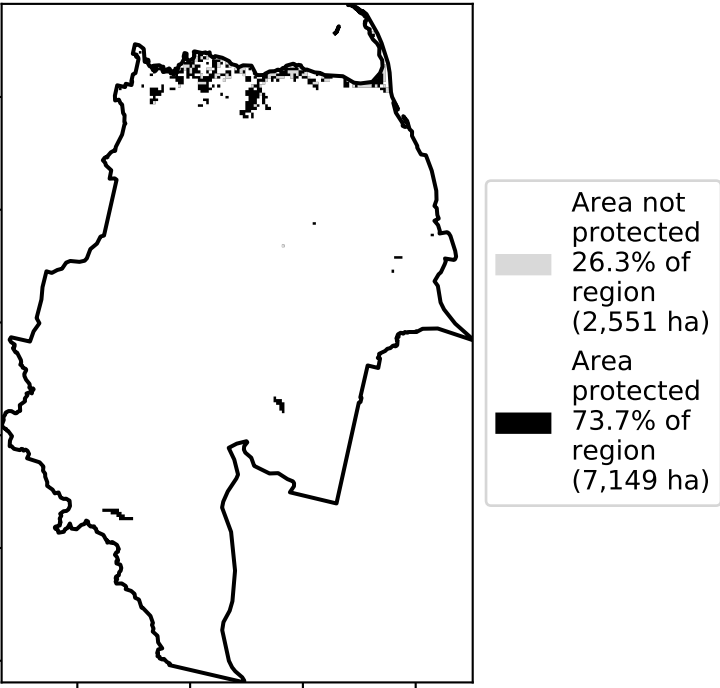 Area not
protected
26.3% of
region
(2,551 ha)
Area
protected
73.7% of
region
(7,149 ha)